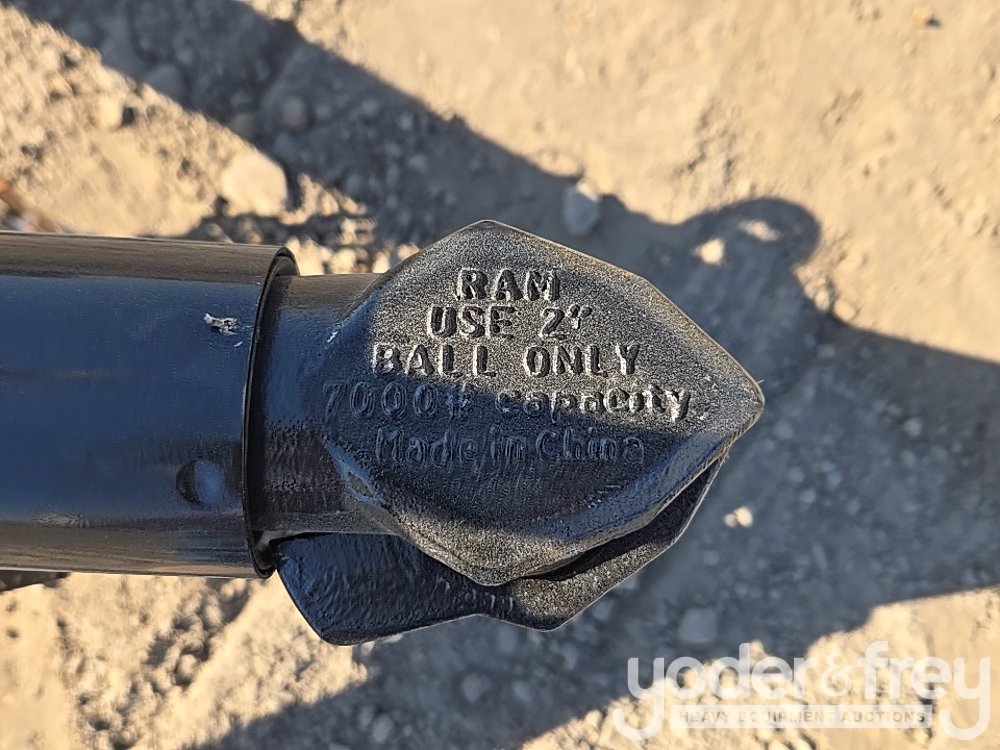 RAM
USE 2"
BALL ONLY
7000# capacity
Made in China
yoder&frey
HEAVY EQUIPMENT AUCTIONS